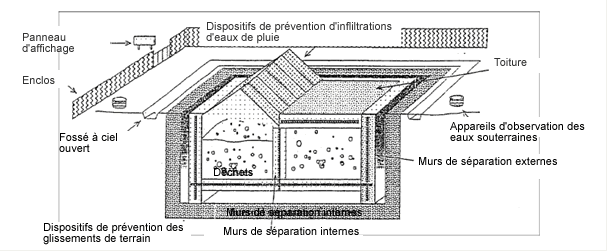 Dispositifs de prévention d'infiltrations
d'eaux de pluie
Panneau
d'affichage
Toiture
Enclos
Fossé à ciel
ouvert
Appareils d'observation des
eaux souterraines
Murs de séparation externes
Déchets
Murs de séparation internes
Dispositifs de prévention des
glissements de terrain
Murs de séparation internes